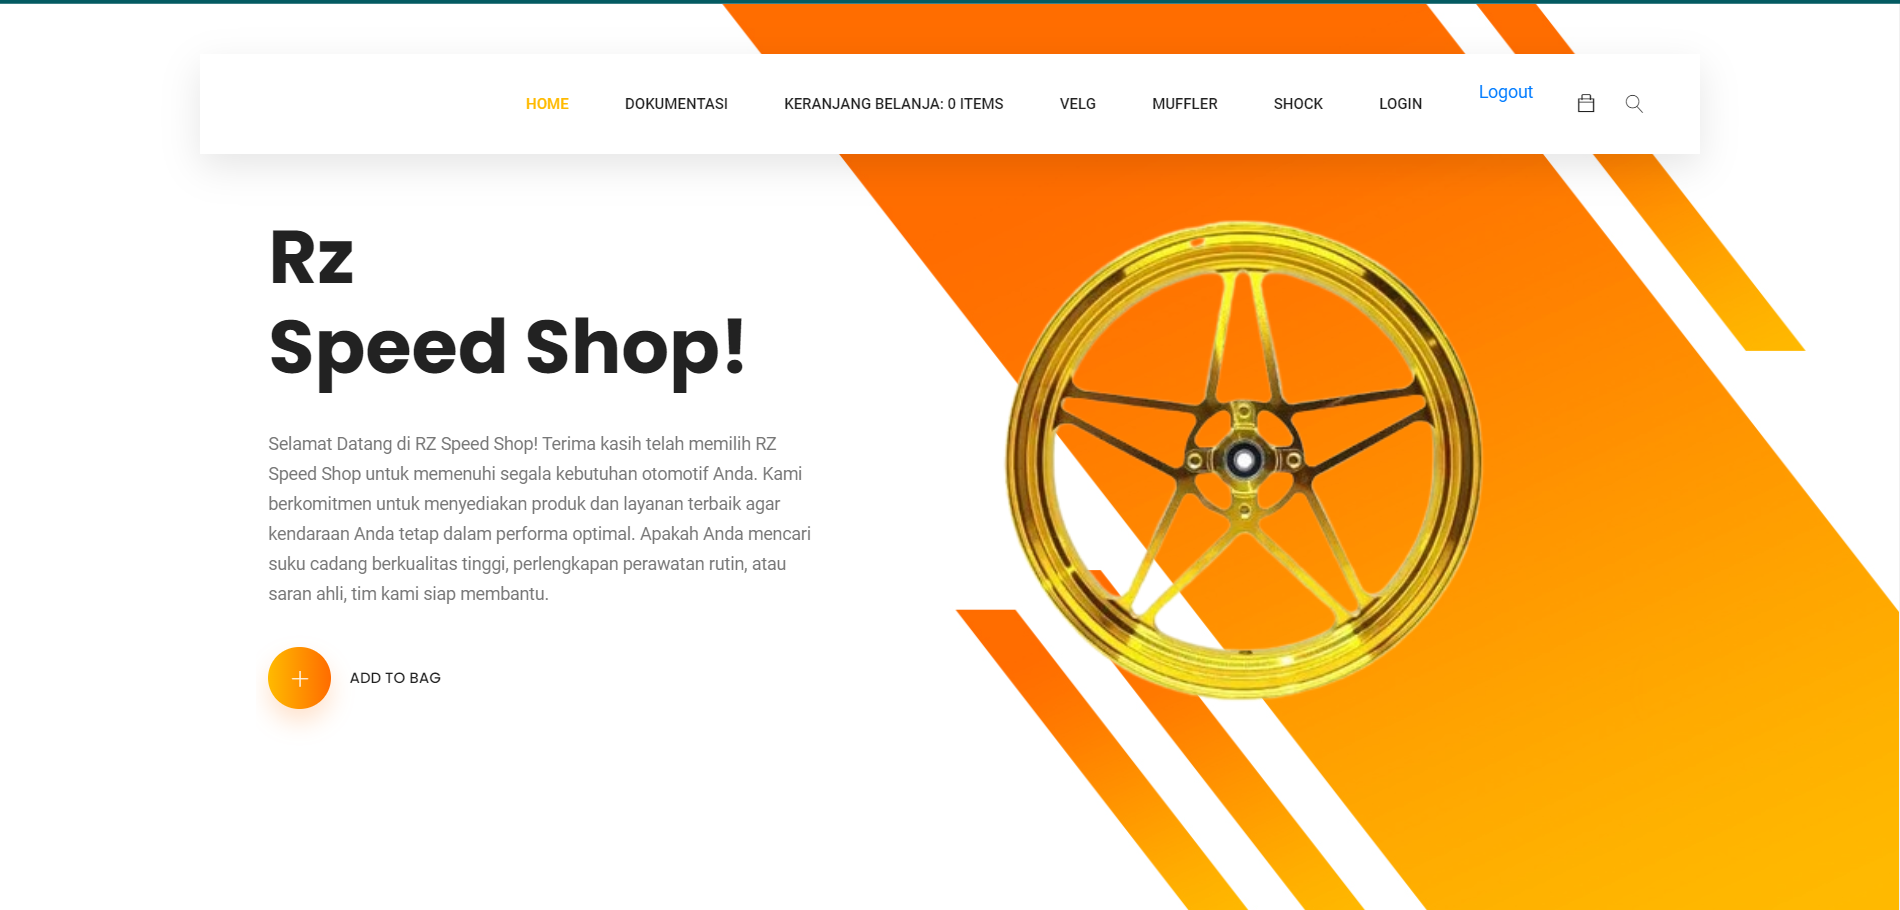 HOME DOKUMENTASI KERANJANG BELANJA: 0 ITEMS VELG MUFFLER SHOCK LOGIN Logout
Rz
Speed Shop!
Selamat Datang di RZ Speed Shop! Terima kasih telah memilih RZ
Speed Shop untuk memenuhi segala kebutuhan otomotif Anda. Kami
berkomitmen untuk menyediakan produk dan layanan terbaik agar
kendaraan Anda tetap dalam performa optimal. Apakah Anda mencari
suku cadang berkualitas tinggi, perlengkapan perawatan rutin, atau
saran ahli, tim kami siap membantu.
ADD TO BAG